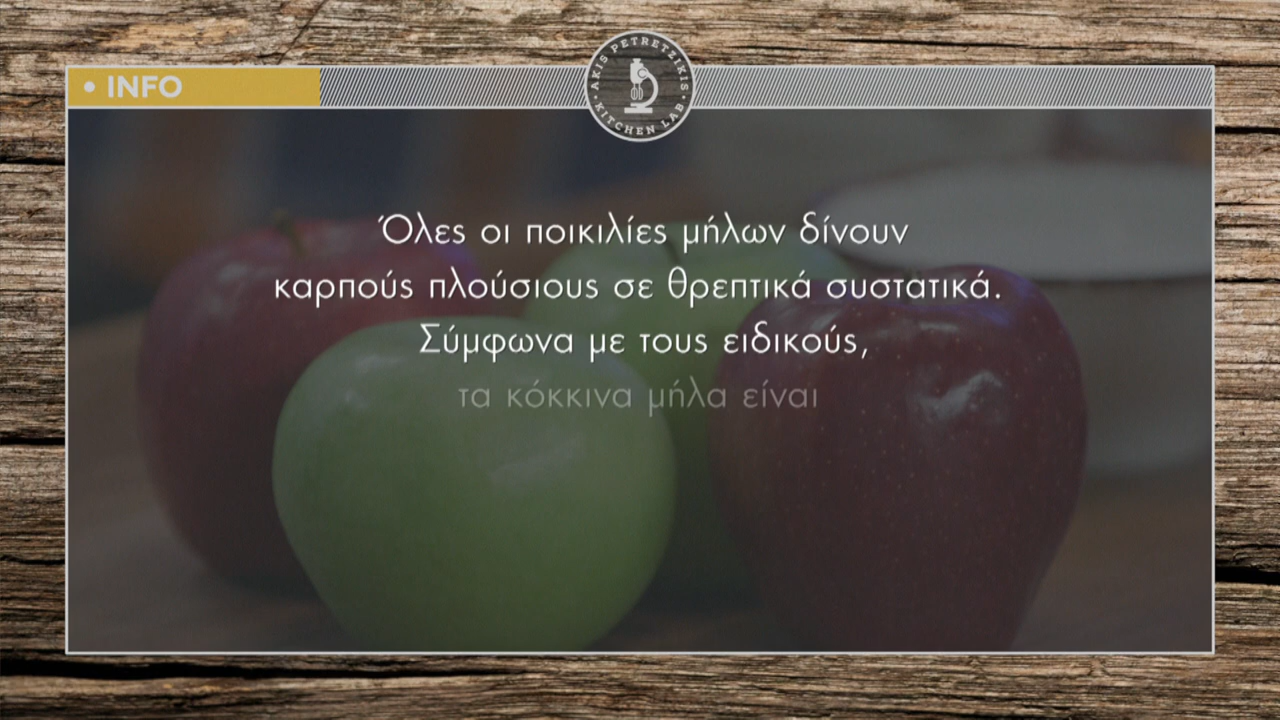 AKIS PETRETZIKIS
• KITCHEN LAB •
• INFO
Όλες οι ποικιλίες μήλων δίνουν
καρπούς πλούσιους σε θρεπτικά συστατικά.
Σύμφωνα με τους ειδικούς,
τα κόκκινα μήλα είναι